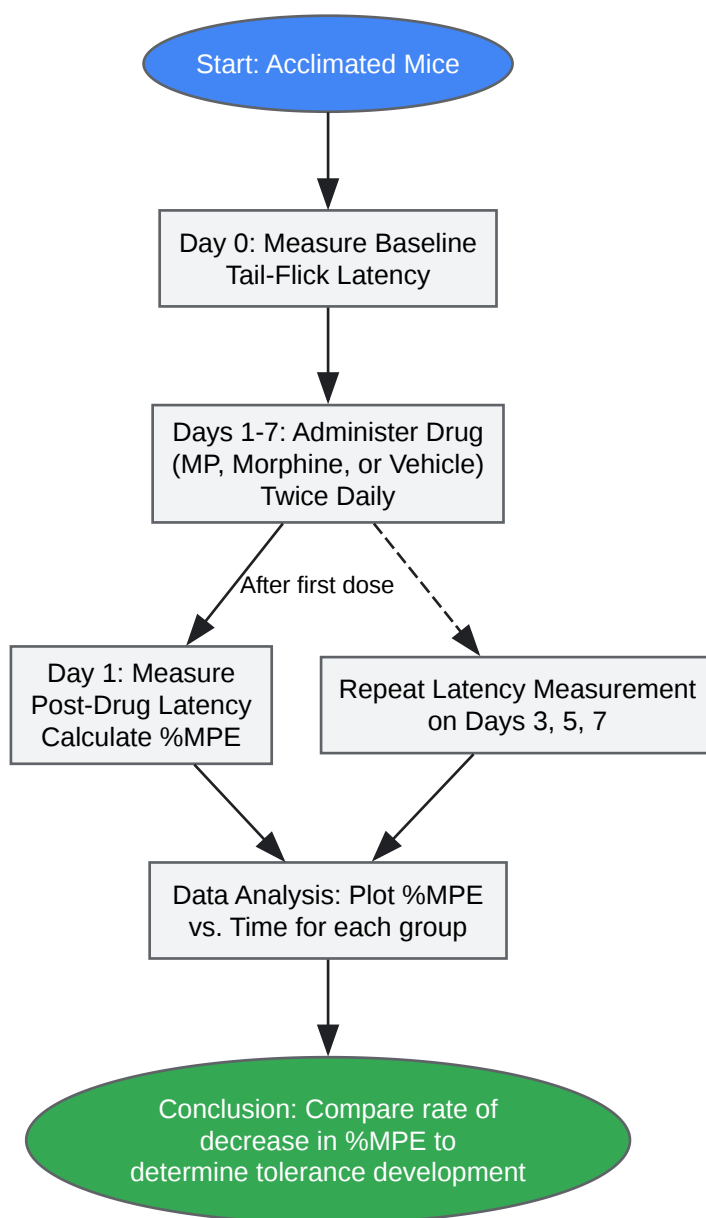 Start: Acclimated Mice
Day 0: Measure Baseline
Tail-Flick Latency
Days 1-7: Administer Drug
(MP, Morphine, or Vehicle)
Twice Daily
After first dose
Day 1: Measure
Post-Drug Latency
Calculate %MPE
Repeat Latency Measurement
on Days 3, 5, 7
Data Analysis: Plot %MPE
vs. Time for each group
Conclusion: Compare rate of
decrease in %MPE to
determine tolerance development